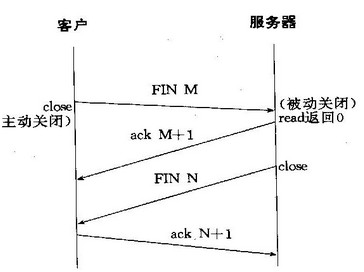 客户 服务器
FIN M
close
主动关闭)
(被动关闭)
read返回0
ack M+1
FIN N
close
ack N+1